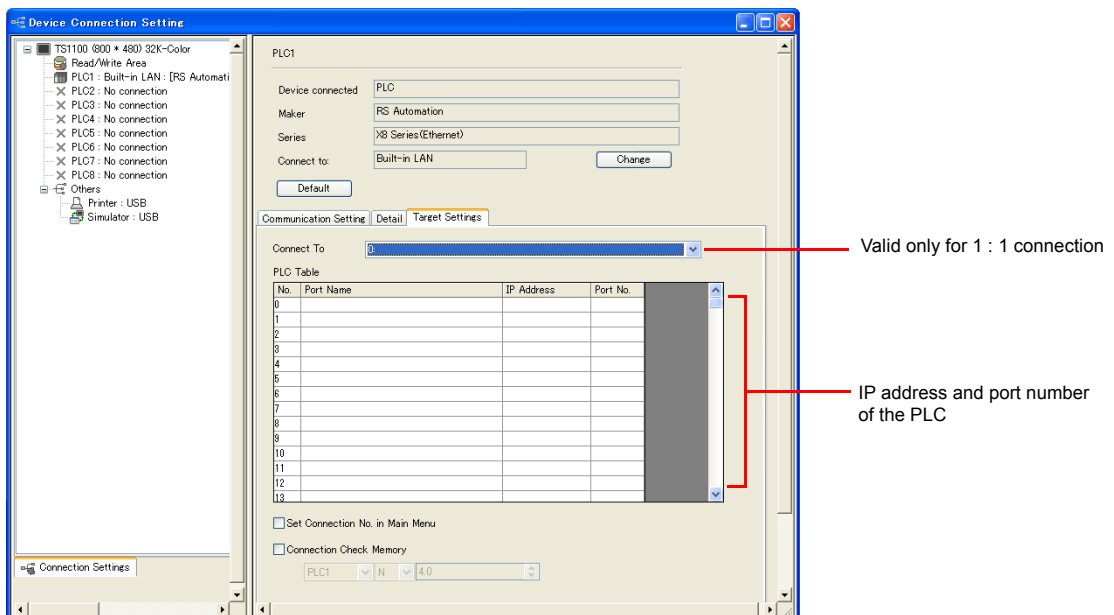 Device Connection Setting
TS1100 (800 * 480) 32K-Color
Read/Write Area
PLC1 : Built-in LAN : [RS Automati
PLC2 : No connection
PLC3 : No connection
PLC4 : No connection
PLC5 : No connection
PLC6 : No connection
PLC7 : No connection
PLC8 : No connection
Others
Printer : USB
Simulator : USB
Connection Settings
PLC1
Device connected PLC
Maker RS Automation
Series X8 Series(Ethernet)
Connect to: Built-in LAN Change
Default
Communication Setting Detail Target Settings
Connect To 0:
PLC Table
No. Port Name IP Address Port No.
0
1
2
3
4
5
6
7
8
9
10
11
12
13
Set Connection No. in Main Menu
Connection Check Memory
PLC1 N 4.0
Valid only for 1 : 1 connection
IP address and port number
of the PLC